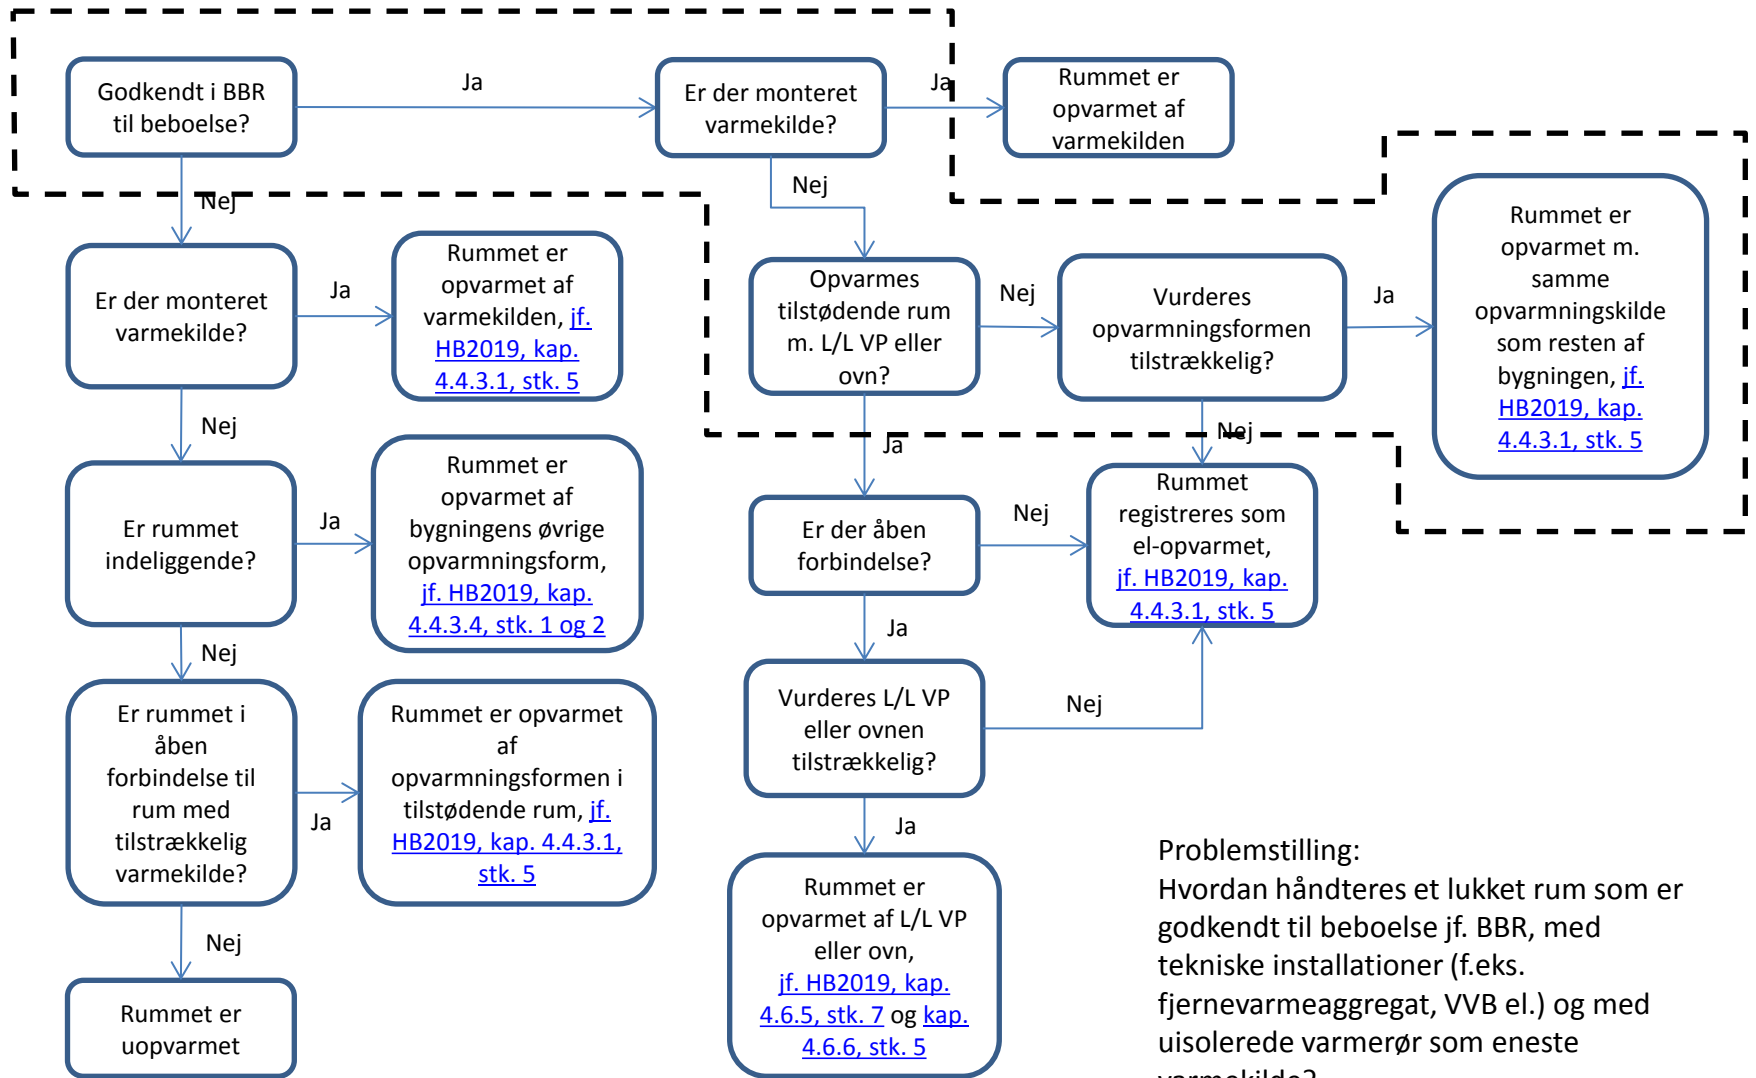 Godkendt i BBR
til beboelse?
Ja
Er der monteret
varmekilde?
Ja
Rummet er
opvarmet af
varmekilden
Nej
Nej
Er der monteret
varmekilde?
Ja
Rummet er
opvarmet af
varmekilden, jf.
HB2019, kap.
4.4.3.1, stk. 5
Opvarmes
tilstødende rum
m. L/L VP eller
ovn?
Nej
Vurderes
opvarmningsformen
tilstrækkelig?
Ja
Rummet er
opvarmet m.
samme
opvarmningskilde
som resten af
bygningen, jf.
HB2019, kap.
4.4.3.1, stk. 5
Nej
Ja
Nej
Er rummet
indeliggende?
Ja
Rummet er
opvarmet af
bygningens øvrige
opvarmningsform,
jf. HB2019, kap.
4.4.3.4, stk. 1 og 2
Er der åben
forbindelse?
Nej
Rummet
registreres som
el-opvarmet,
jf. HB2019, kap.
4.4.3.1, stk. 5
Nej
Ja
Er rummet i
åben
forbindelse til
rum med
tilstrækkelig
varmekilde?
Ja
Rummet er opvarmet
af
opvarmningsformen i
tilstødende rum, jf.
HB2019, kap. 4.4.3.1,
stk. 5
Vurderes L/L VP
eller ovnen
tilstrækkelig?
Nej
Ja
Nej
Rummet er
uopvarmet
Rummet er
opvarmet af L/L VP
eller ovn,
jf. HB2019, kap.
4.6.5, stk. 7 og kap.
4.6.6, stk. 5
Problemstilling:
Hvordan håndteres et lukket rum som er
godkendt til beboelse jf. BBR, med
tekniske installationer (f.eks.
fjernevarmeaggregat, VVB el.) og med
uisolerede varmerør som eneste
varmekilde?